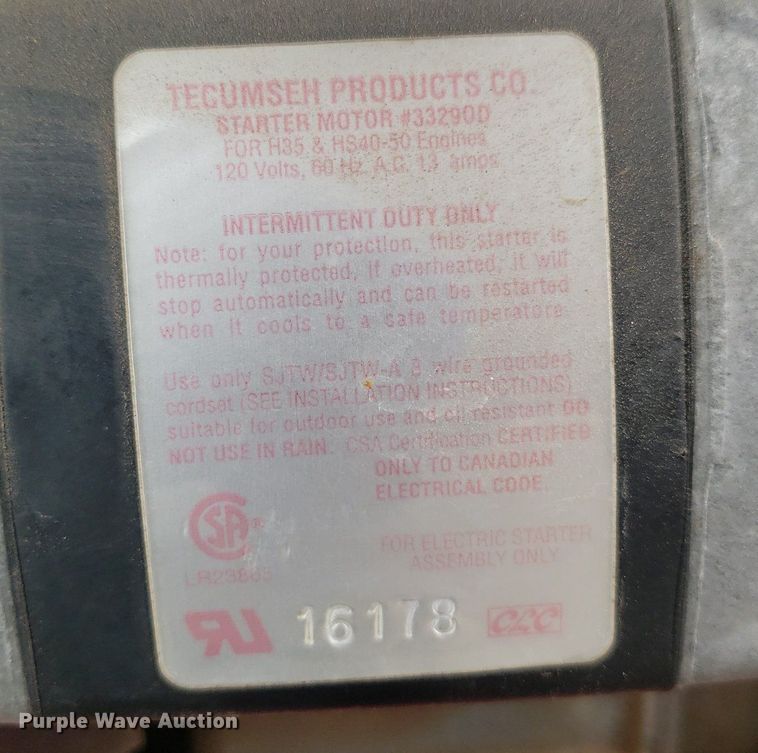 TECUMSEH PRODUCTS CO.
STARTER MOTOR #33290D
FOR H35 & HS40-50 Engines
120 Volts, 60 Hz. A.C. 1.3 amps
INTERMITTENT DUTY ONLY
Note: for your protection, this starter is
thermally protected, if overheated, it will
stop automatically and can be restarted
when it cools to a safe temperature
Use only SJTW/SJTW-A 3 wire grounded
cordset (SEE INSTALLATION INSTRUCTIONS)
suitable for outdoor use and oil resistant DO
NOT USE IN RAIN. CSA Certification CERTIFIED
ONLY TO CANADIAN
ELECTRICAL CODE.
SA ®
FOR ELECTRIC STARTER
ASSEMBLY ONLY
RU 16178
Purple Wave Auction